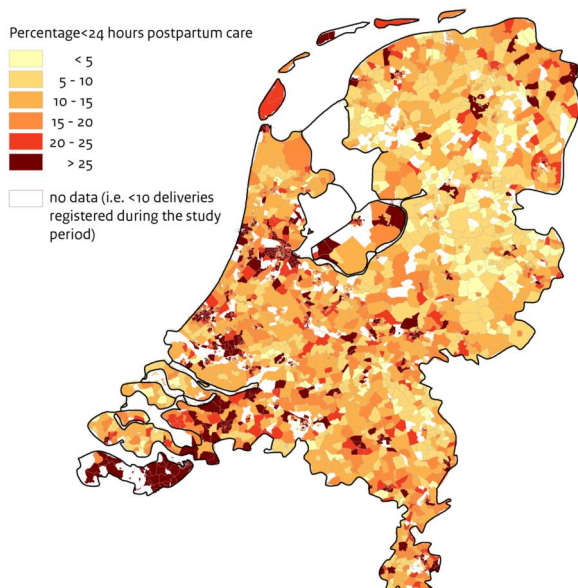 Percentage<24 hours postpartum care
< 5
5 - 10
10 - 15
15 - 20
20 - 25
> 25
no data (i.e. <10 deliveries
registered during the study
period)